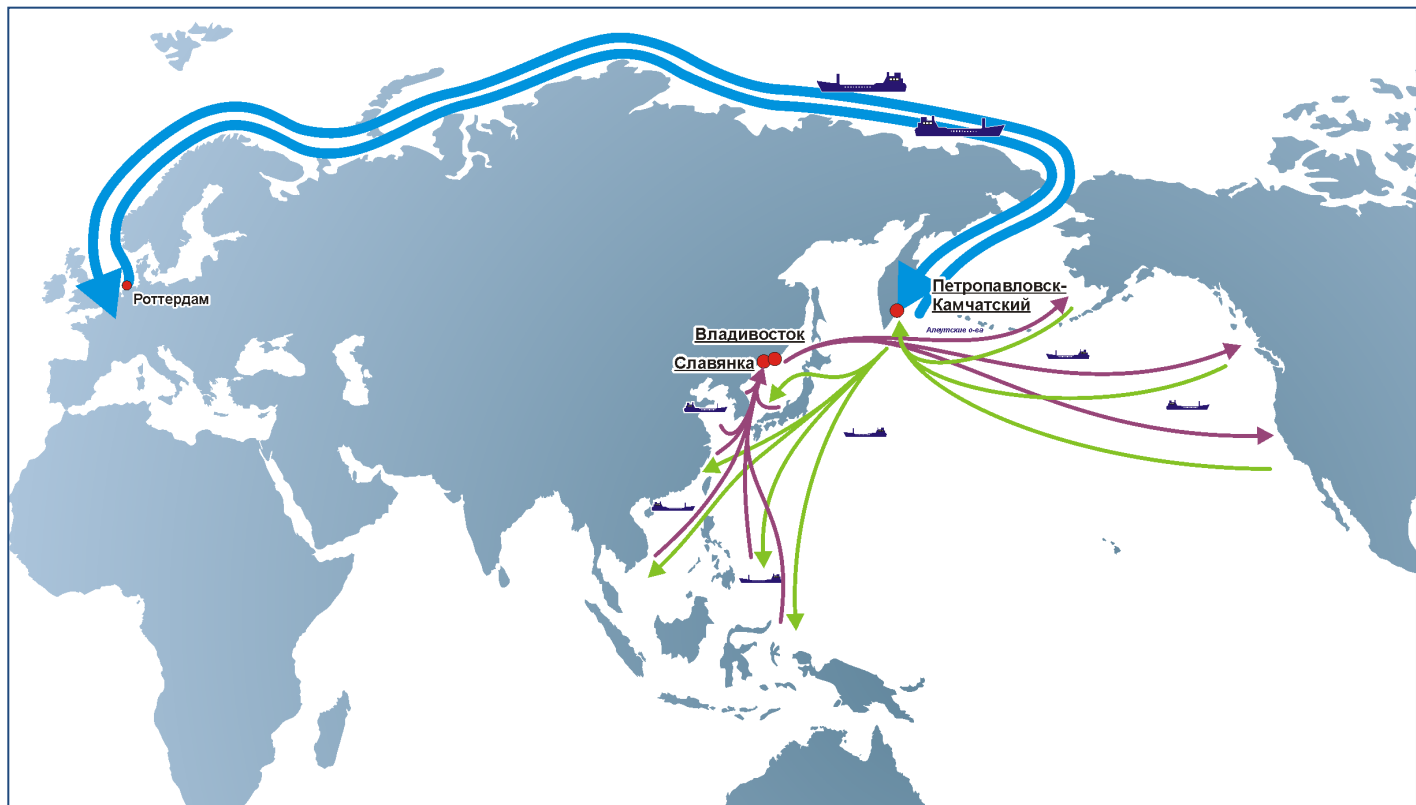 Роттердам
Петропавловск-
Камчатский
Алеутские о-ва
Владивосток
Славянка